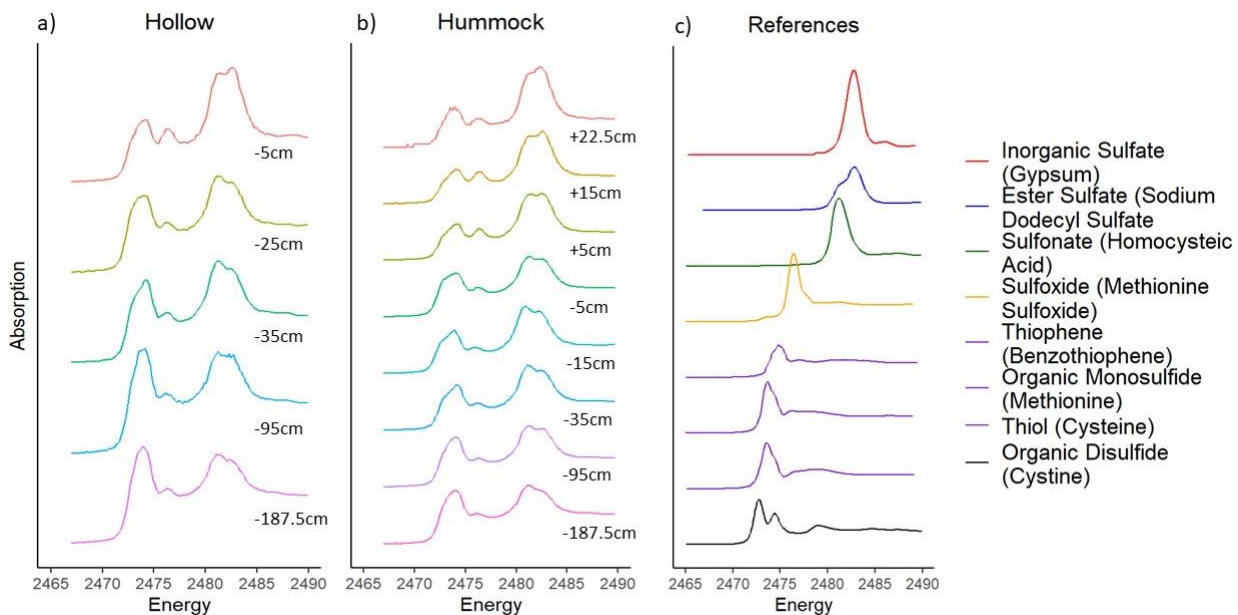 a)
Hollow
b)
Hummock
c)
References
Absorption
-5cm
-25cm
-35cm
-95cm
-187.5cm
2465 2470 2475 2480 2485 2490
Energy
+22.5cm
+15cm
+5cm
-5cm
-15cm
-35cm
-95cm
-187.5cm
2465 2470 2475 2480 2485 2490
Energy
2465 2470 2475 2480 2485 2490
Energy
Inorganic Sulfate
(Gypsum)
Ester Sulfate (Sodium
Dodecyl Sulfate
Sulfonate (Homocysteic
Acid)
Sulfoxide (Methionine
Sulfoxide)
Thiophene
(Benzothiophene)
Organic Monosulfide
(Methionine)
Thiol (Cysteine)
Organic Disulfide
(Cystine)